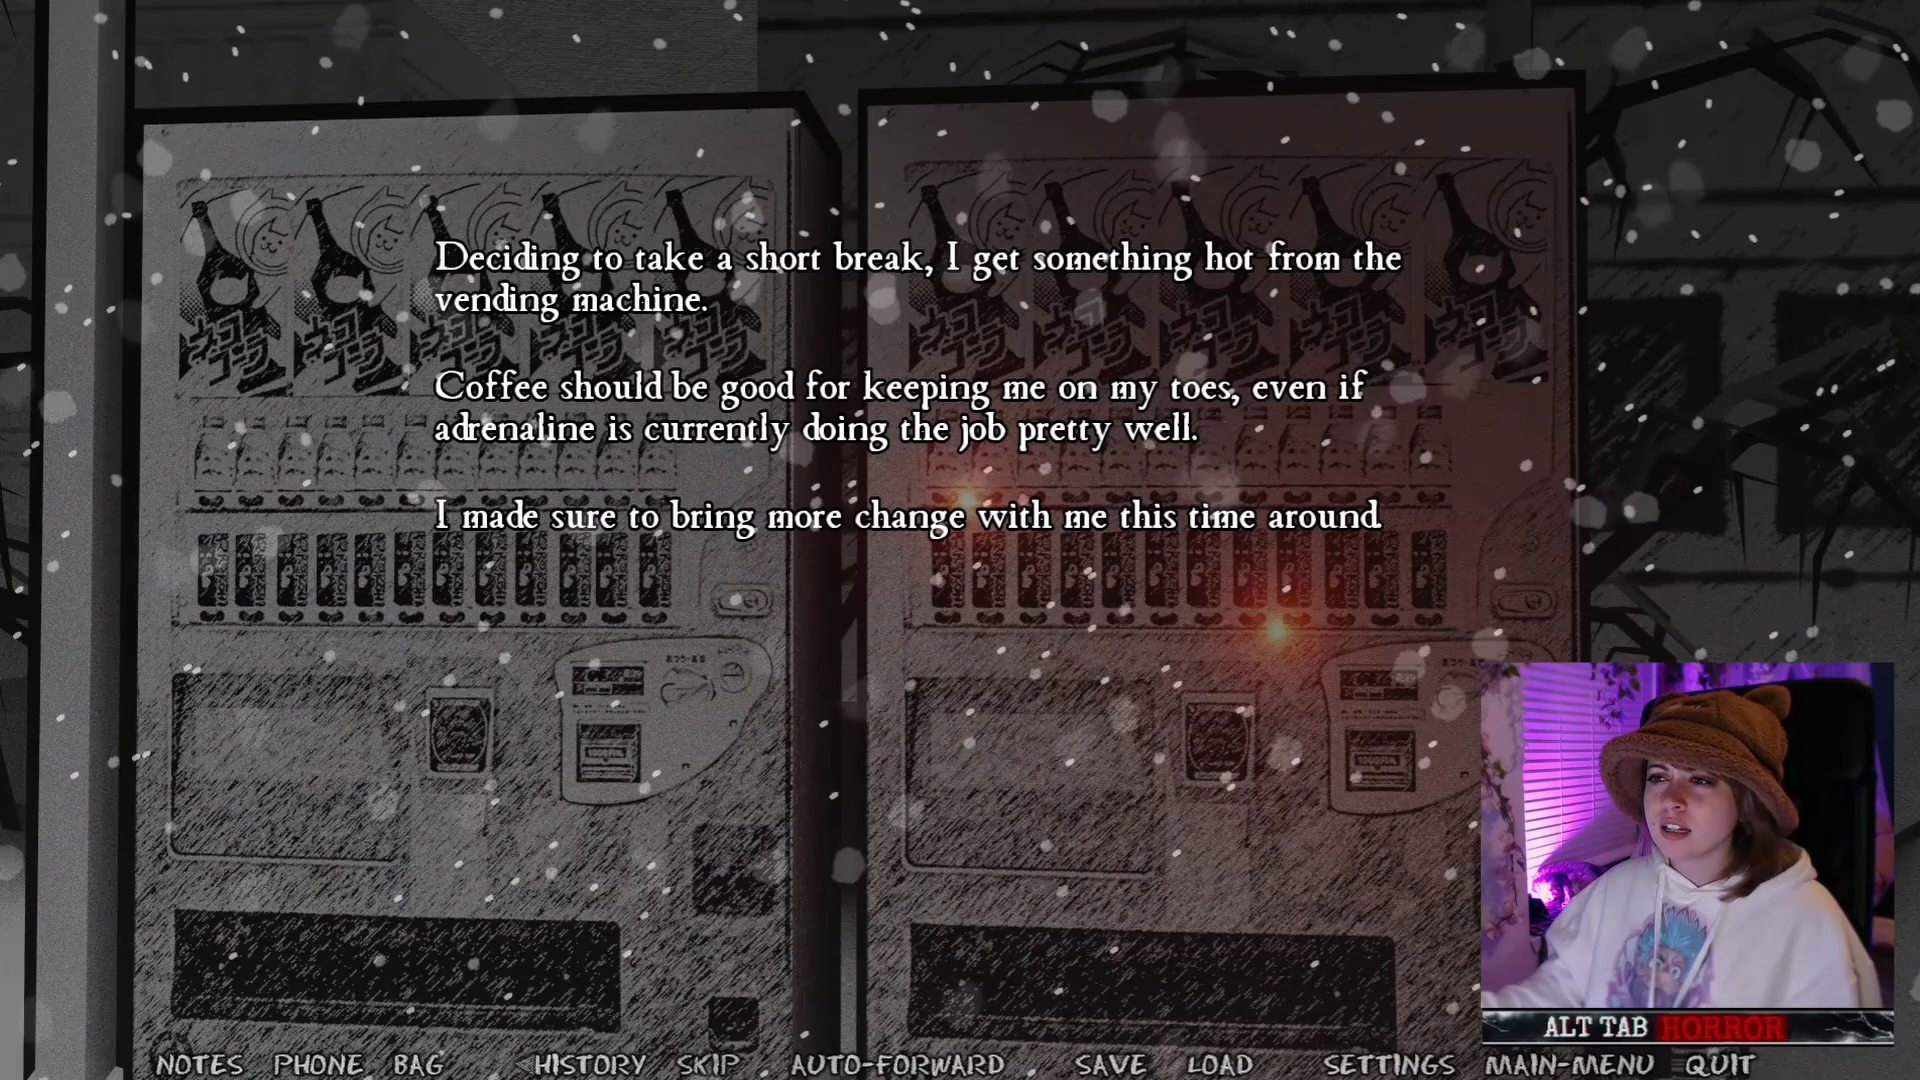 Deciding to take a short break, I get something hot from the
vending machine.
Coffee should be good for keeping me on my toes, even if
adrenaline is currently doing the job pretty well.
I made sure to bring more change with me this time around.
ALT TAB HORROR
NOTES PHONE BAG <HISTORY SKIP AUTO-FORWARD SAVE LOAD SETTINGS MAIN-MENU QUIT